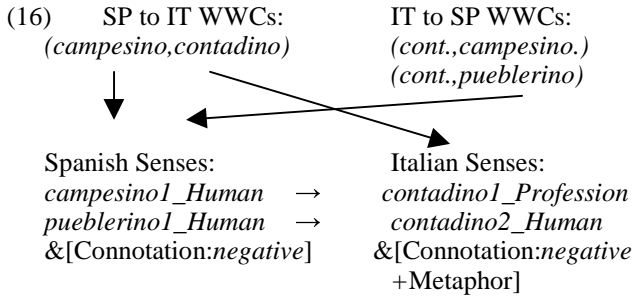 (16) SP to IT WWCs: IT to SP WWCs:
(campesino,contadino) (cont.,campesino.)
(cont.,pueblerino)
Spanish Senses: Italian Senses:
campesino1_Human → contadino1_Profession
pueblerino1_Human → contadino2_Human
&[Connotation:negative] &[Connotation:negative
+Metaphor]